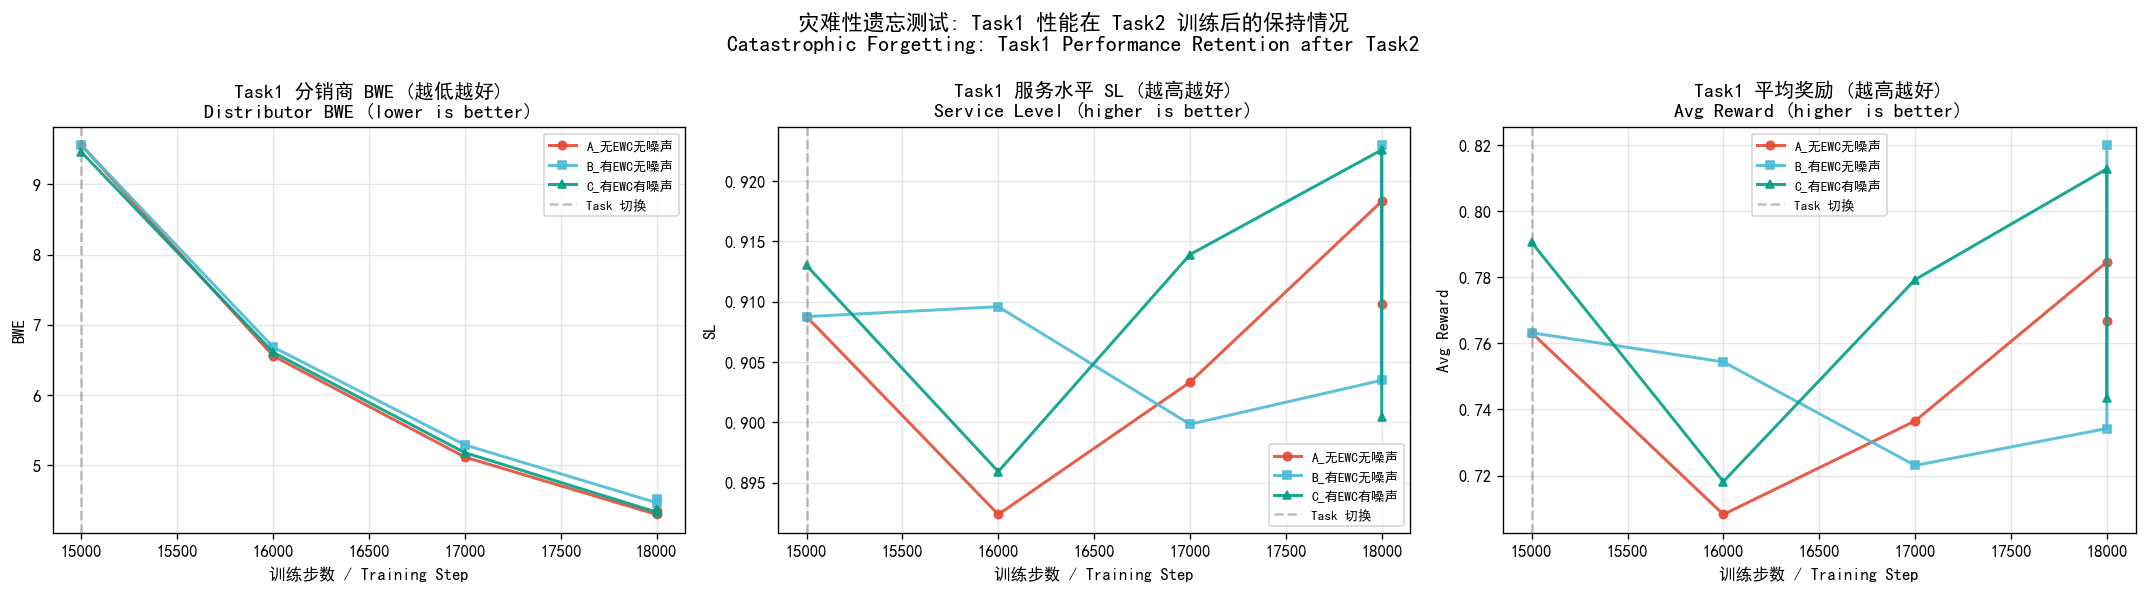 灾难性遗忘测试: Task1 性能在 Task2 训练后的保持情况
Catastrophic Forgetting: Task1 Performance Retention after Task2
Task1 分销商 BWE (越低越好)
Distributor BWE (lower is better)
BWE
9
8
7
6
5
A_无EWC无噪声
B_有EWC无噪声
C_有EWC有噪声
Task 切换
15000 15500 16000 16500 17000 17500 18000
训练步数 / Training Step
Task1 服务水平 SL (越高越好)
Service Level (higher is better)
SL
0.920
0.915
0.910
0.905
0.900
0.895
A_无EWC无噪声
B_有EWC无噪声
C_有EWC有噪声
Task 切换
15000 15500 16000 16500 17000 17500 18000
训练步数 / Training Step
Task1 平均奖励 (越高越好)
Avg Reward (higher is better)
Avg Reward
0.82
0.80
0.78
0.76
0.74
0.72
A_无EWC无噪声
B_有EWC无噪声
C_有EWC有噪声
Task 切换
15000 15500 16000 16500 17000 17500 18000
训练步数 / Training Step